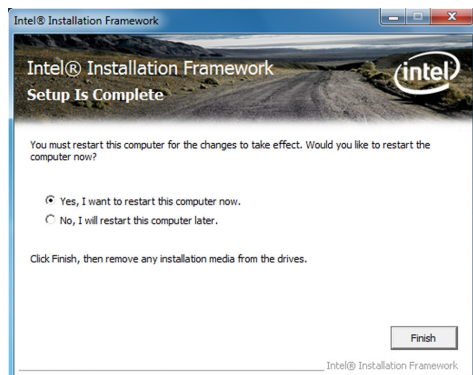 Intel® Installation Framework
Intel® Installation Framework
Setup Is Complete
intel
You must restart this computer for the changes to take effect. Would you like to restart the
computer now?
Yes, I want to restart this computer now.
No, I will restart this computer later.
Click Finish, then remove any installation media from the drives.
Finish
Intel® Installation Framework